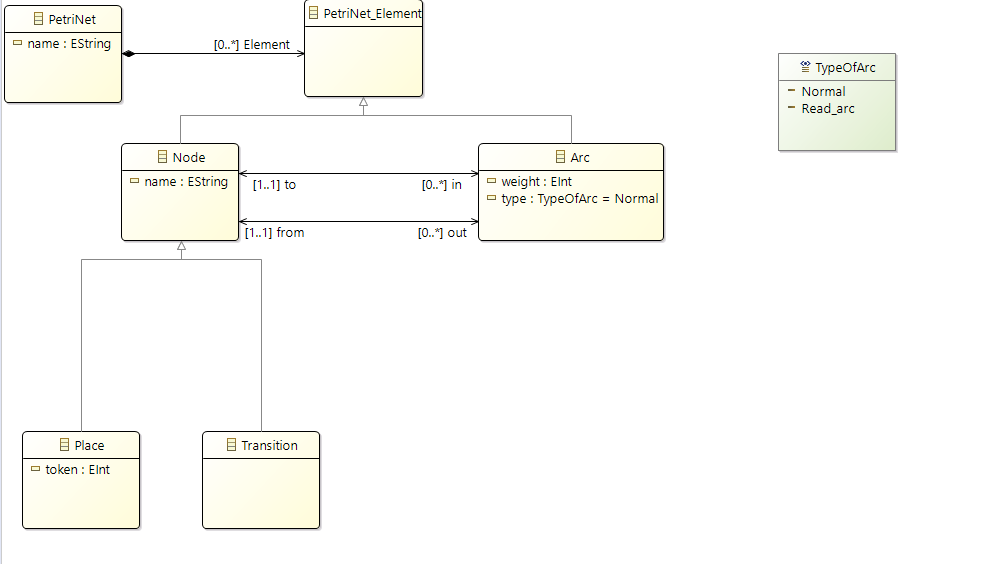 PetriNet
name : EString
[0..*] Element
PetriNet_Element
TypeOfArc
Normal
Read_arc
Node
name : EString
[1..1] to
[0..*] in
[1..1] from
[0..*] out
Arc
weight : EInt
type : TypeOfArc = Normal
Place
token : EInt
Transition